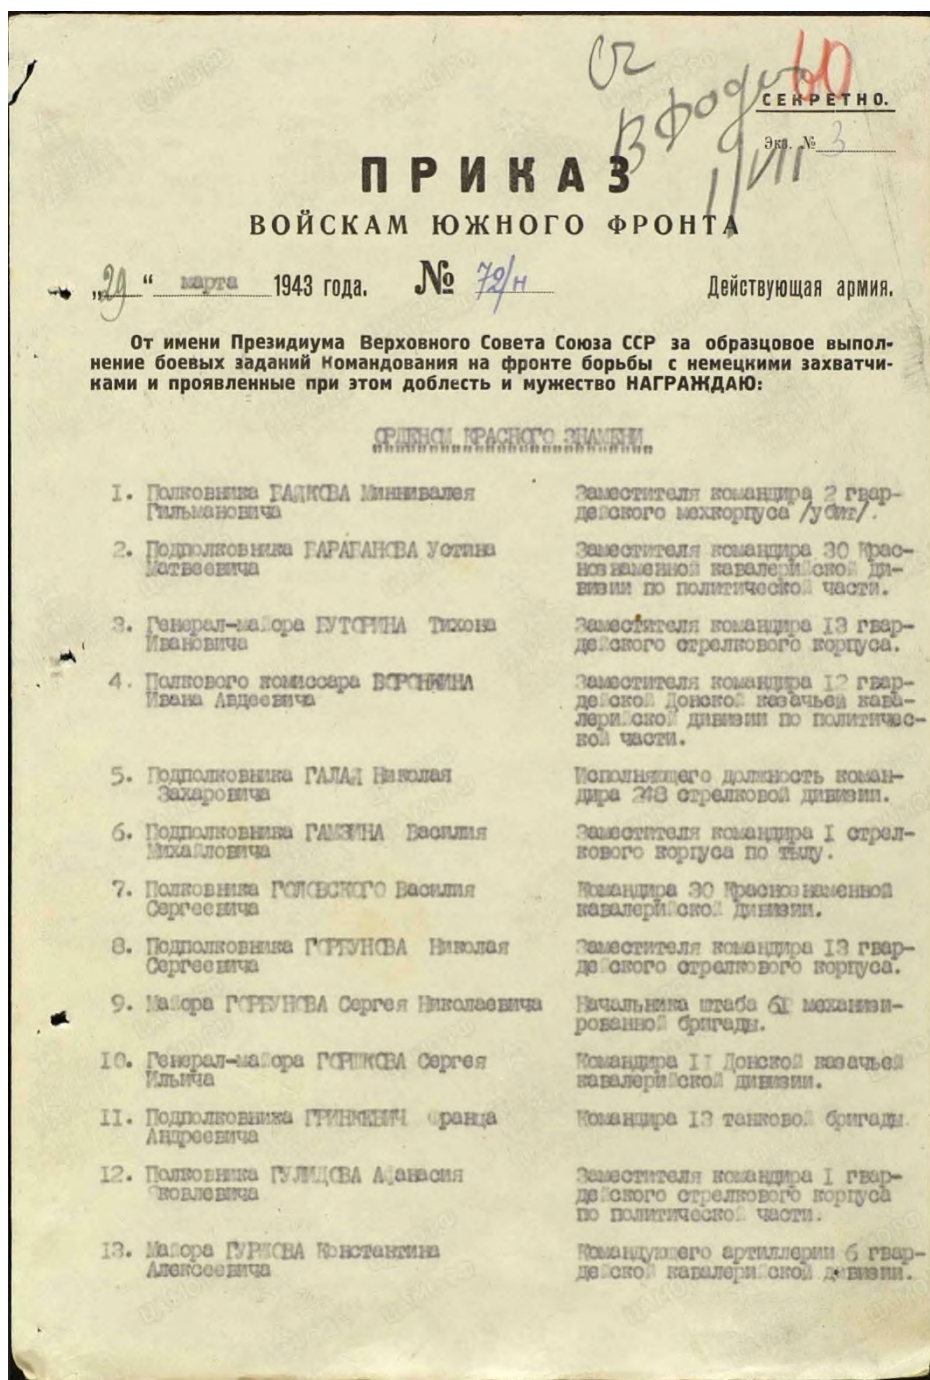 60
СЕКРЕТНО.
Экз. № 3
ПРИКАЗ
ВОЙСКАМ ЮЖНОГО ФРОНТА
„29“ марта 1943 года. № 72/н Действующая армия.
От имени Президиума Верховного Совета Союза ССР за образцовое выпол-
нение боевых заданий Командования на фронте борьбы с немецкими захватчи-
ками и проявленные при этом доблесть и мужество НАГРАЖДАЮ:
ОРДЕНОМ КРАСНОГО ЗНАМЕНИ
1. Полковника Миннивалея Заместителя командира 2 гвар-
Гильмановича дейского мехкорпуса /убит/.
2. Подполковника КАРАГАНОВА Устина Заместителя командира 30 Крас-
Матвеевича нознаменной кавалерийской ди-
визии по политической части.
3. Генерал-майора БУТОРИНА Тихона Заместителя командира 13 гвар-
Ивановича дейского стрелкового корпуса.
4. Полкового комиссара Заместителя командира 12 гвар-
Ивана Авдеевича дейской Донской казачьей кава-
лерийской дивизии по политичес-
кой части.
5. Подполковника ГАЛАЙ Николая Исполняющего должность коман-
Захаровича дира 248 стрелковой дивизии.
6. Подполковника ГАМЗИНА Василия Заместителя командира I стрел-
Михайловича кового корпуса по тылу.
7. Полковника ГОЛОВСКОГО Василия Командира 30 Краснознаменной
Сергеевича кавалерийской дивизии.
8. Подполковника ГОРБУНОВА Николая Заместителя командира 13 гвар-
Сергеевича дейского стрелкового корпуса.
9. Майора ГОРБУНОВА Сергея Николаевича Начальника штаба 61 механизи-
рованной бригады.
10. Генерал-майора ГОРШКОВА Сергея Командира 11 Донской казачьей
Ильича кавалерийской дивизии.
11. Подполковника ГРИНКЕВИЧ Франца Командира 13 танковой бригады
Андреевича
12. Полковника ГУЛИДОВА Афанасия Заместителя командира I гвар-
Яковлевича дейского стрелкового корпуса
по политической части.
13. Майора ГУРКОВА Константина Командующего артиллерии 6 гвар-
Алексеевича дейской кавалерийской дивизии.